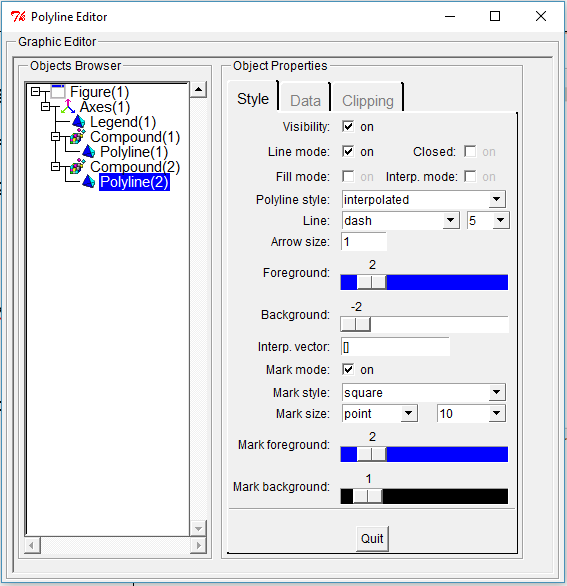 Polyline Editor
Graphic Editor
Objects Browser
Figure(1)
Axes(1)
Legend(1)
Compound(1)
Polyline(1)
Compound(2)
Polyline(2)
Object Properties
Style Data Clipping
Visibility: on
Line mode: on Closed: on
Fill mode: on Interp. mode: on
Polyline style: interpolated
Line: dash 5
Arrow size: 1
2
Foreground:
-2
Background:
Interp. vector: []
Mark mode: on
Mark style: square
Mark size: point 10
2
Mark foreground:
1
Mark background:
Quit